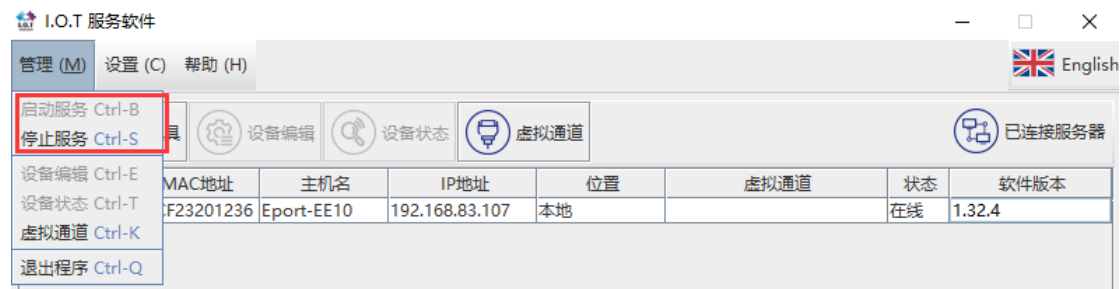 I.O.T 服务软件
管理 (M) 设置 (C) 帮助 (H) English
启动服务 Ctrl-B
停止服务 Ctrl-S
设备编辑 Ctrl-E
设备状态 Ctrl-T
虚拟通道 Ctrl-K
退出程序 Ctrl-Q
具 设备编辑 设备状态 虚拟通道 已连接服务器
MAC地址 主机名 IP地址 位置 虚拟通道 状态 软件版本
CF23201236 Eport-EE10 192.168.83.107 本地 在线 1.32.4